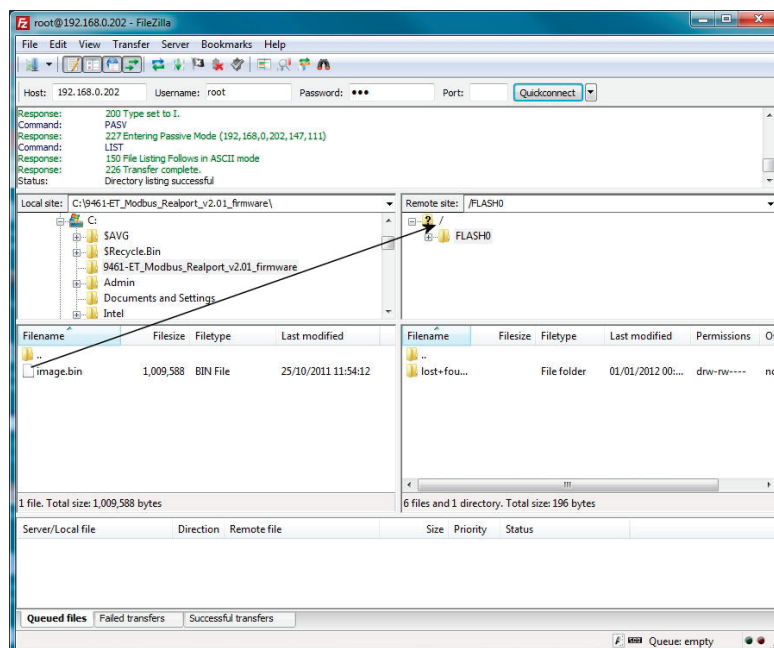 root@192.168.0.202 - FileZilla
File Edit View Transfer Server Bookmarks Help
Host: 192.168.0.202 Username: root Password: ●●● Port: Quickconnect
Response: 200 Type set to I.
Command: PASV
Response: 227 Entering Passive Mode (192,168,0,202,147,111)
Command: LIST
Response: 150 File Listing Follows in ASCII mode
Response: 226 Transfer complete.
Status: Directory listing successful
Local site: C:\9461-ET_Modbus_Realport_v2.01_firmware\
C:
$AVG
$Recycle.Bin
9461-ET_Modbus_Realport_v2.01_firmware
Admin
Documents and Settings
Intel
Remote site: /FLASH0
/
FLASH0
Filename Filesize Filetype Last modified
..
image.bin 1,009,588 BIN File 25/10/2011 11:54:12
1 file. Total size: 1,009,588 bytes
Filename Filesize Filetype Last modified Permissions
..
lost+fou... File folder 01/01/2012 00:... drw-rw----
6 files and 1 directory. Total size: 196 bytes
Server/Local file Direction Remote file Size Priority Status
Queued files Failed transfers Successful transfers
Queue: empty